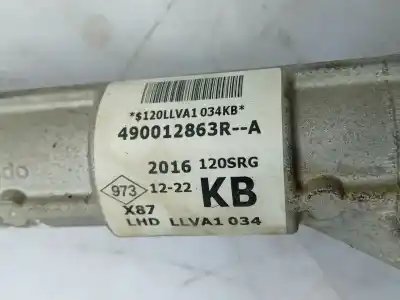 *$120LLVA1 034KB*
490012863R--A
2016 120SRG
973 12-22 KB
X87
LHD LLVA1 034